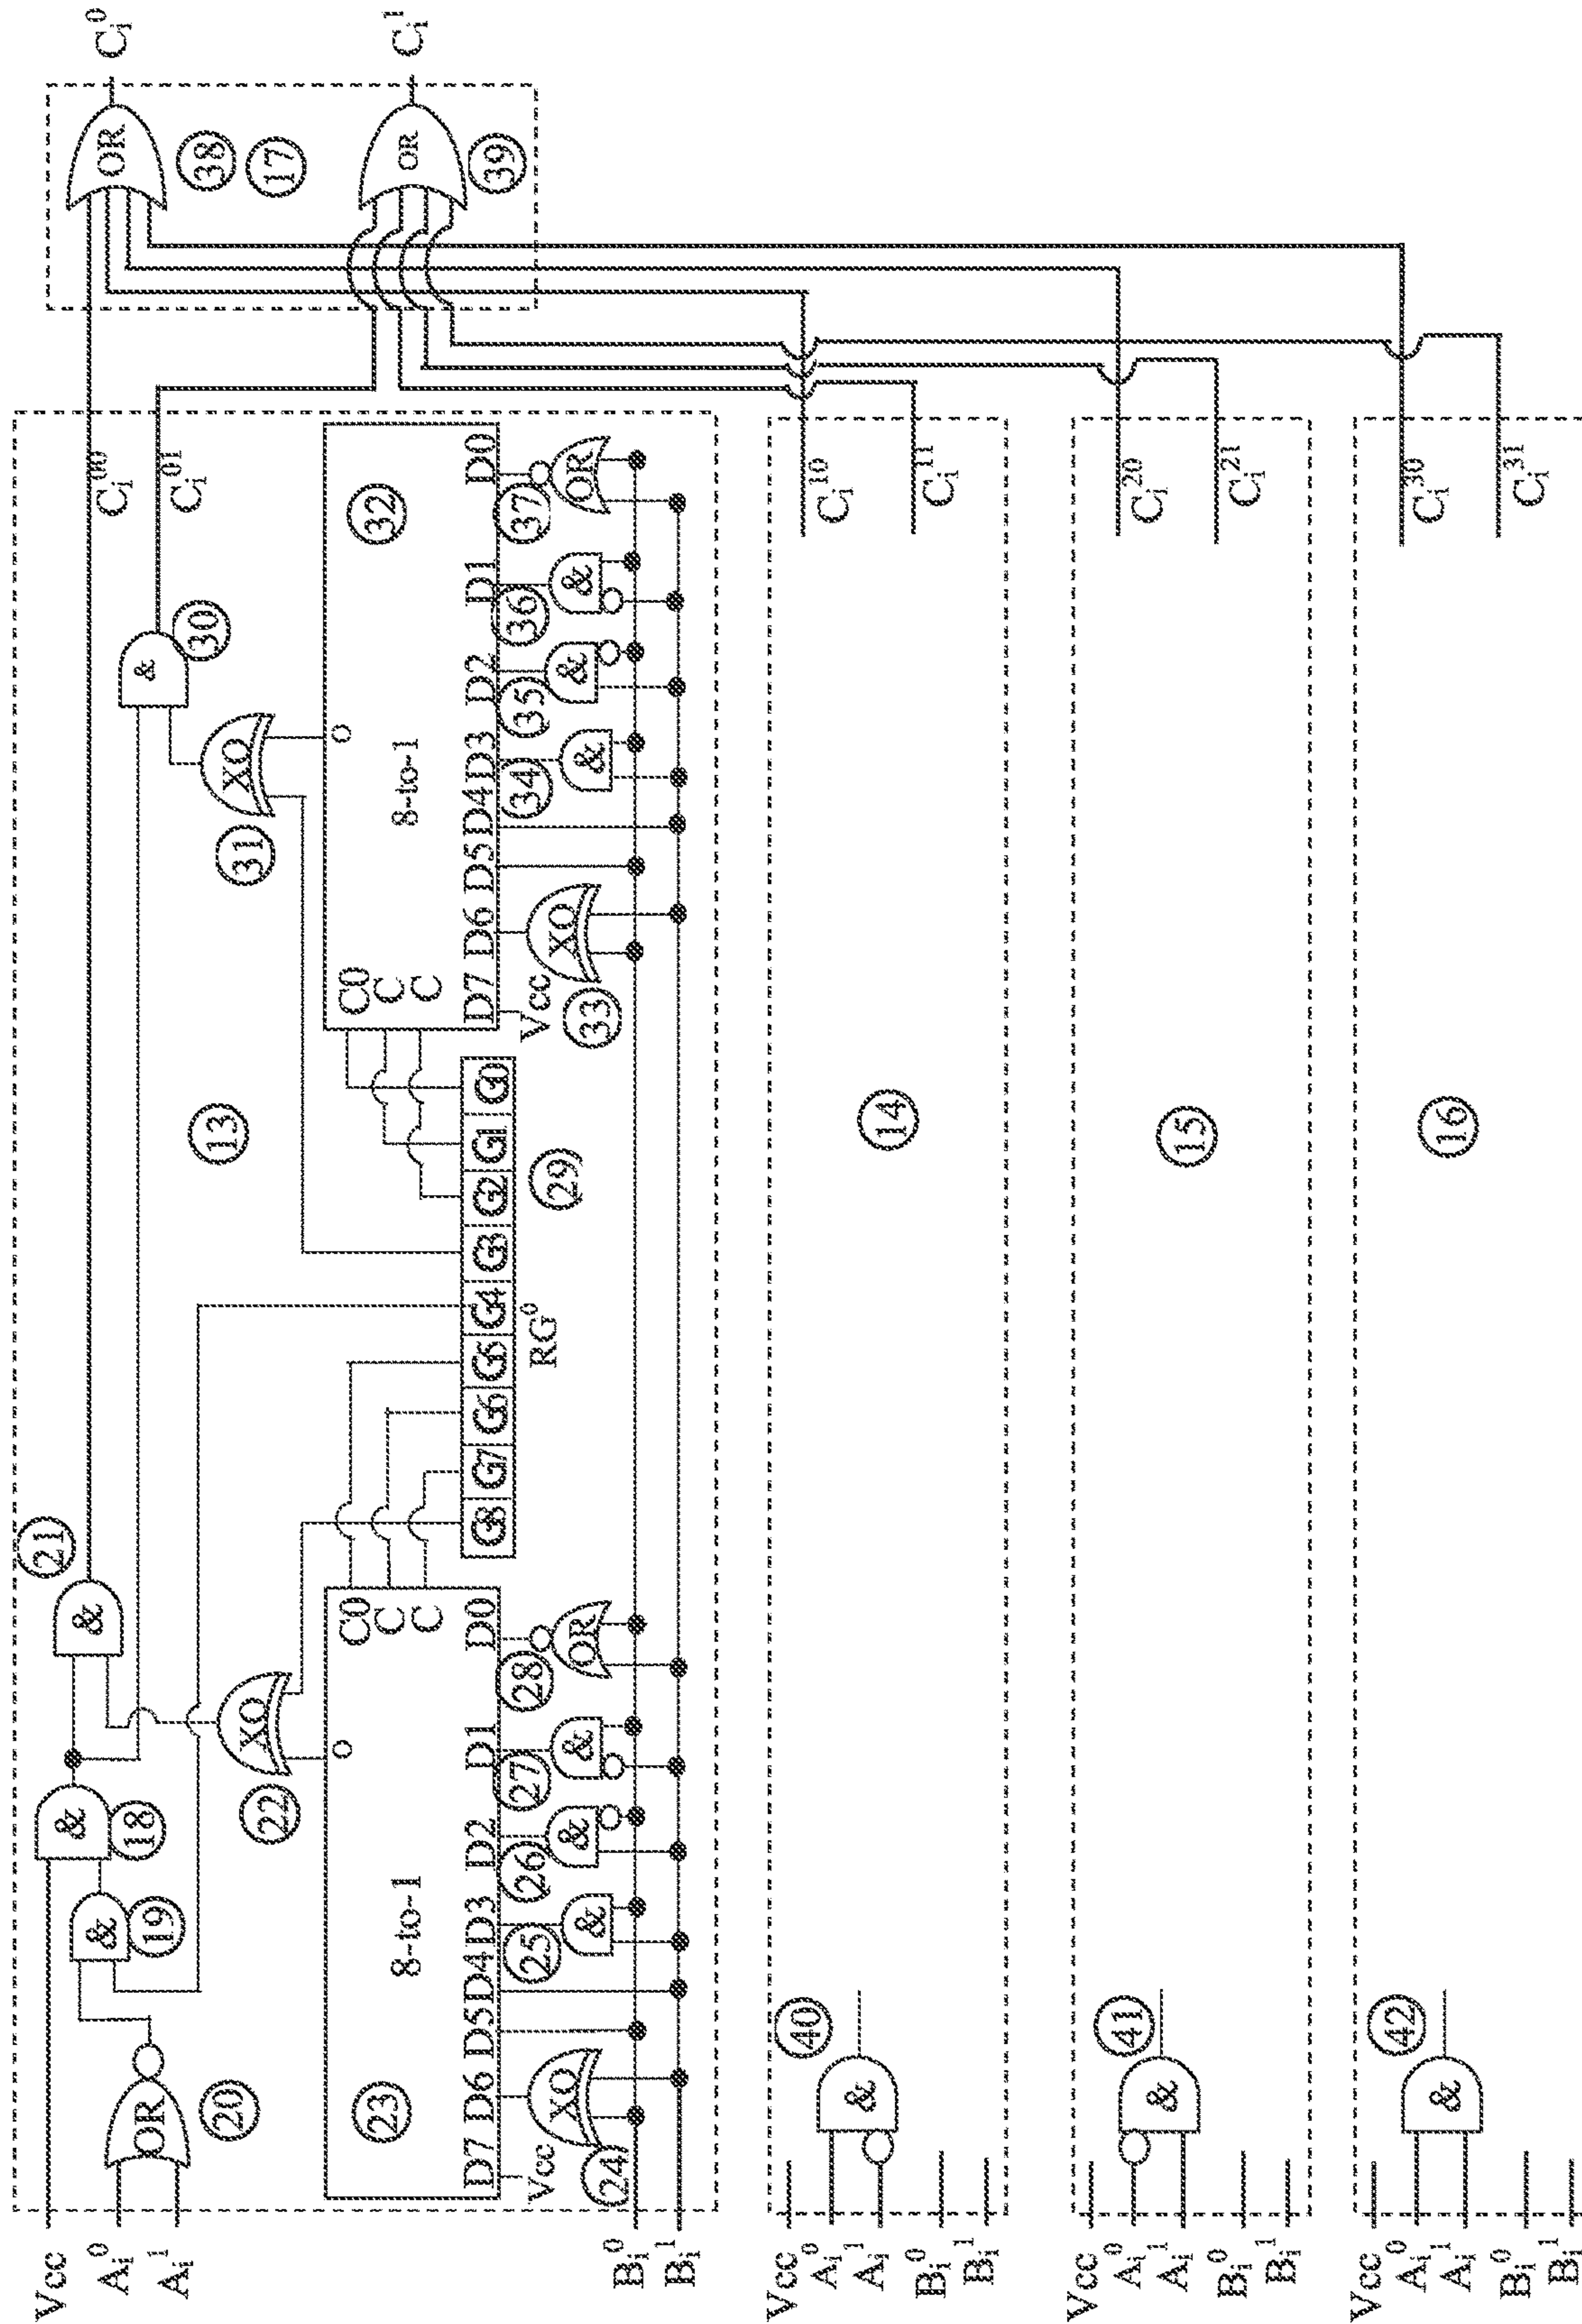 Vcc
A_i^0
A_i^1
OR
20
&
19
&
18
&
21
C_i^00
C_i^01
OR
38
17
C_i^0
OR
39
C_i^1
XO
22
13
XO
31
&
30
23
8-to-1
C0
C
C
D7 D6 D5 D4 D3 D2 D1 D0
Vcc
24
XO
25
&
26
&
27
&
28
OR
G8 G7 G6 G5 G4 G3 G2 G1 G0
RG^0
29
C0
C
C
8-to-1
32
D7 D6 D5 D4 D3 D2 D1 D0
Vcc
33
XO
34
&
35
&
36
&
37
OR
B_i^0
B_i^1
Vcc
A_i^0
A_i^1
B_i^0
B_i^1
&
40
14
C_i^10
C_i^11
Vcc
A_i^0
A_i^1
B_i^0
B_i^1
&
41
15
C_i^20
C_i^21
Vcc
A_i^0
A_i^1
B_i^0
B_i^1
&
42
16
C_i^30
C_i^31